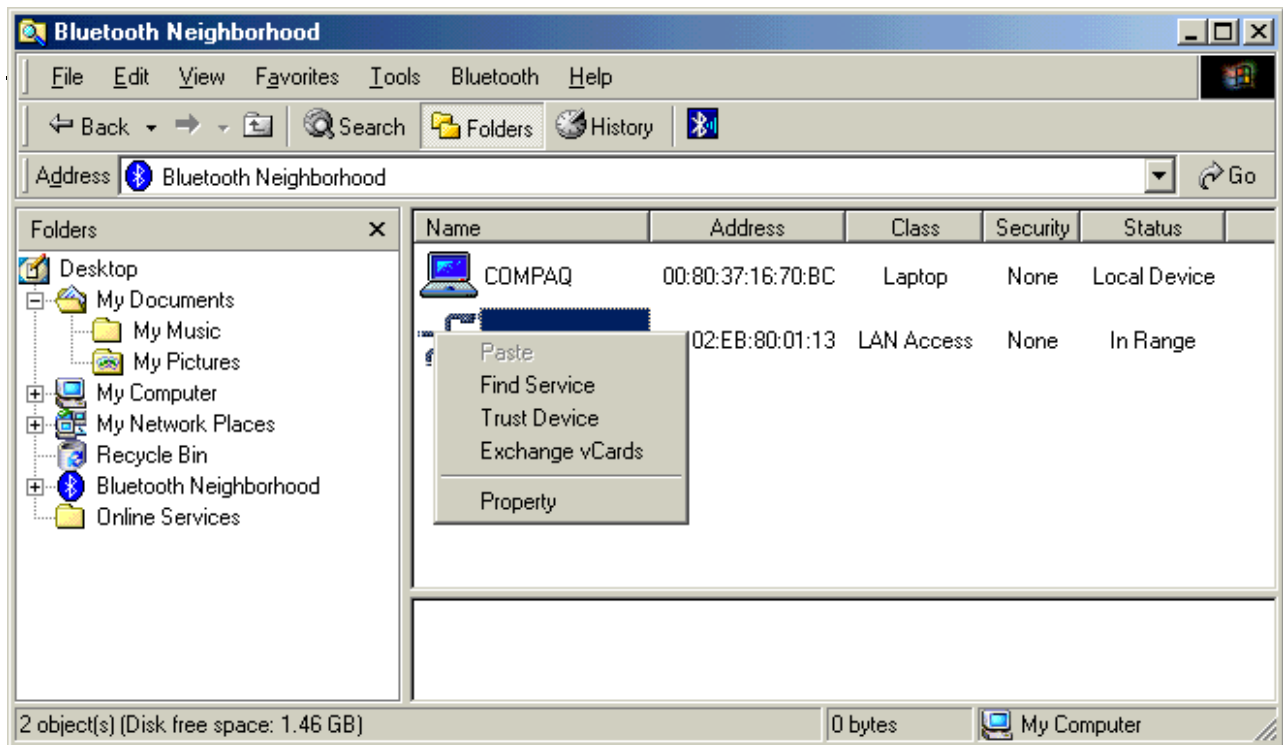 Bluetooth Neighborhood
File Edit View Favorites Tools Bluetooth Help
Back Search Folders History
Address Bluetooth Neighborhood Go
Folders
Desktop
My Documents
My Music
My Pictures
My Computer
My Network Places
Recycle Bin
Bluetooth Neighborhood
Online Services
Name Address Class Security Status
COMPAQ 00:80:37:16:70:BC Laptop None Local Device
02:EB:80:01:13 LAN Access None In Range
Paste
Find Service
Trust Device
Exchange vCards
Property
2 object(s) (Disk free space: 1.46 GB) 0 bytes My Computer